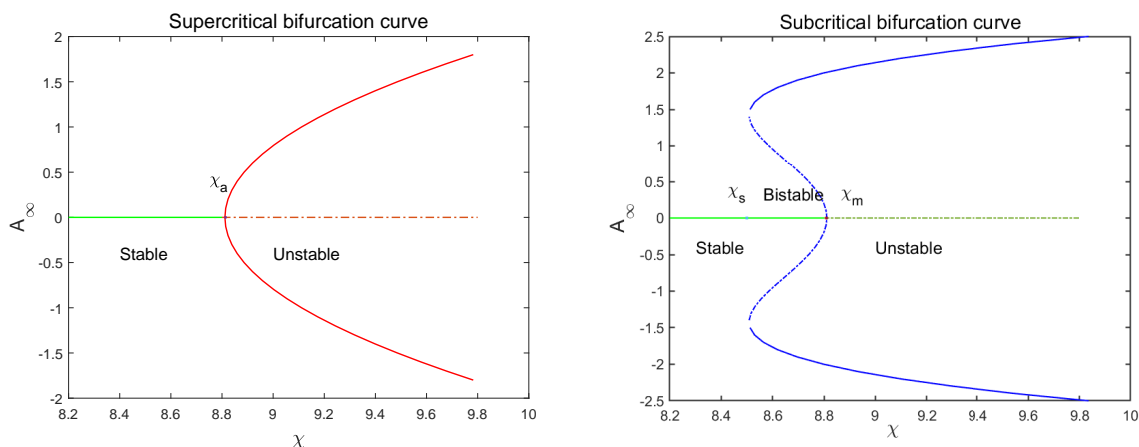 Supercritical bifurcation curve
2
1.5
1
0.5
0
-0.5
-1
-1.5
-2
A∞
χa
Stable
Unstable
8.2 8.4 8.6 8.8 9 9.2 9.4 9.6 9.8 10
χ
Subcritical bifurcation curve
2.5
2
1.5
1
0.5
0
-0.5
-1
-1.5
-2
-2.5
A∞
χs Bistable χm
Stable
Unstable
8.2 8.4 8.6 8.8 9 9.2 9.4 9.6 9.8 10
χ